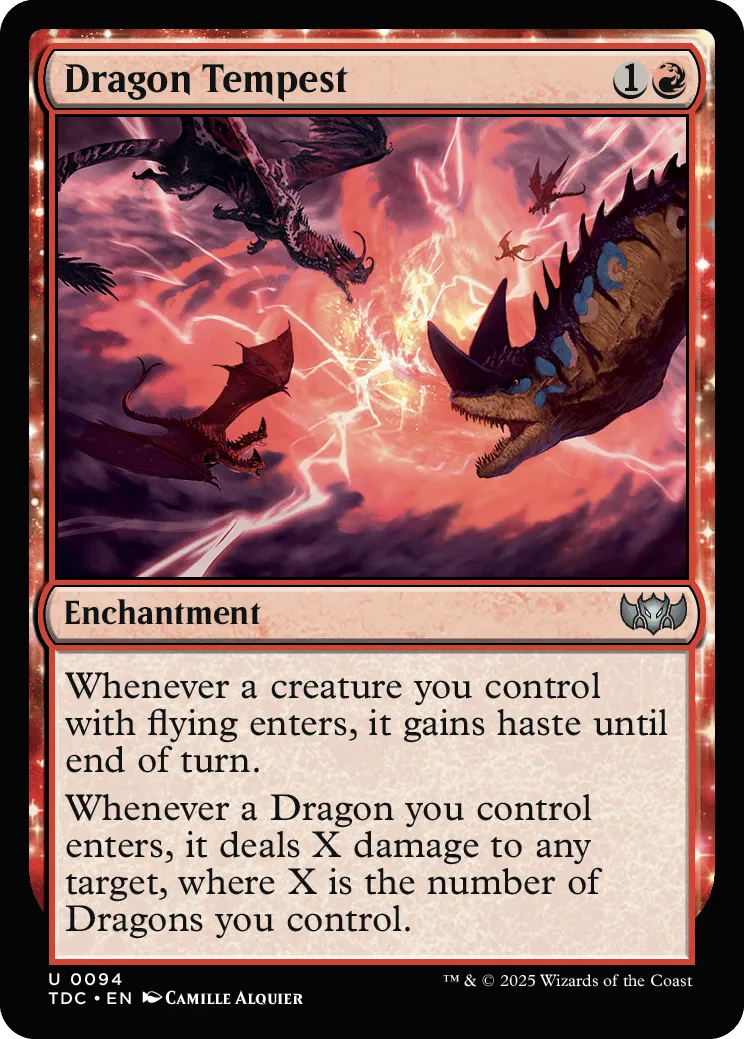 Dragon Tempest 1
Enchantment
Whenever a creature you control
with flying enters, it gains haste until
end of turn.
Whenever a Dragon you control
enters, it deals X damage to any
target, where X is the number of
Dragons you control.
U 0094
TDC • EN CAMILLE ALQUIER
™ & © 2025 Wizards of the Coast